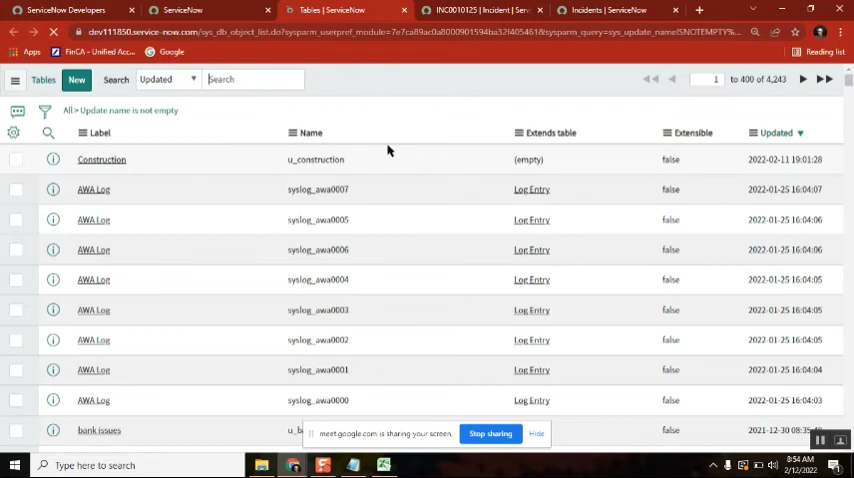 ServiceNow Developers
ServiceNow
Tables | ServiceNow
INC0010125 | Incident | Serv
Incidents | ServiceNow
dev111850.service-now.com/sys_db_object_list.do?sysparm_userpref_module=7e7ca89ac0a8000901594ba32f405461&sysparm_query=sys_update_nameISNOTEMPTY%...
Apps
FinCA - Unified Acc...
Google
Reading list
Tables
New
Search
Updated
Search
1
to 400 of 4,243
All > Update name is not empty
Label Name Extends table Extensible Updated
Construction u_construction (empty) false 2022-02-11 19:01:28
AWA Log syslog_awa0007 Log Entry false 2022-01-25 16:04:07
AWA Log syslog_awa0005 Log Entry false 2022-01-25 16:04:06
AWA Log syslog_awa0006 Log Entry false 2022-01-25 16:04:06
AWA Log syslog_awa0004 Log Entry false 2022-01-25 16:04:05
AWA Log syslog_awa0003 Log Entry false 2022-01-25 16:04:05
AWA Log syslog_awa0002 Log Entry false 2022-01-25 16:04:05
AWA Log syslog_awa0001 Log Entry false 2022-01-25 16:04:04
AWA Log syslog_awa0000 Log Entry false 2022-01-25 16:04:03
bank issues false 2021-12-30
meet.google.com is sharing your screen.
Stop sharing
Hide
Type here to search
8:54 AM
2/12/2022